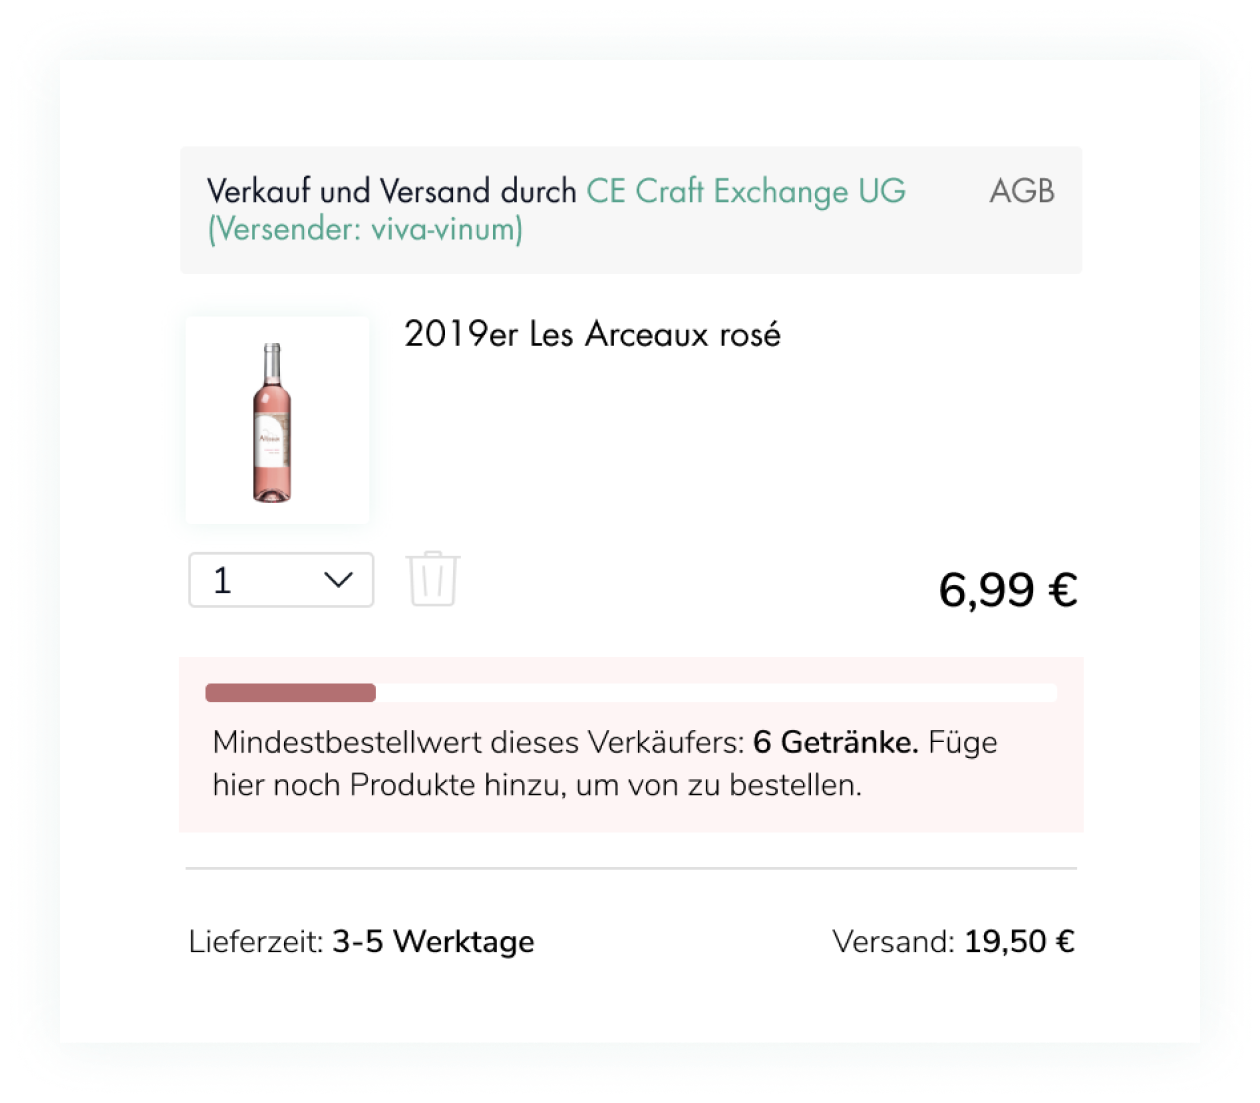 Verkauf und Versand durch CE Craft Exchange UG
(Versender: viva-vinum)
AGB
2019er Les Arceaux rosé
1
6,99 €
Mindestbestellwert dieses Verkäufers: 6 Getränke. Füge
hier noch Produkte hinzu, um von zu bestellen.
Lieferzeit: 3-5 Werktage
Versand: 19,50 €